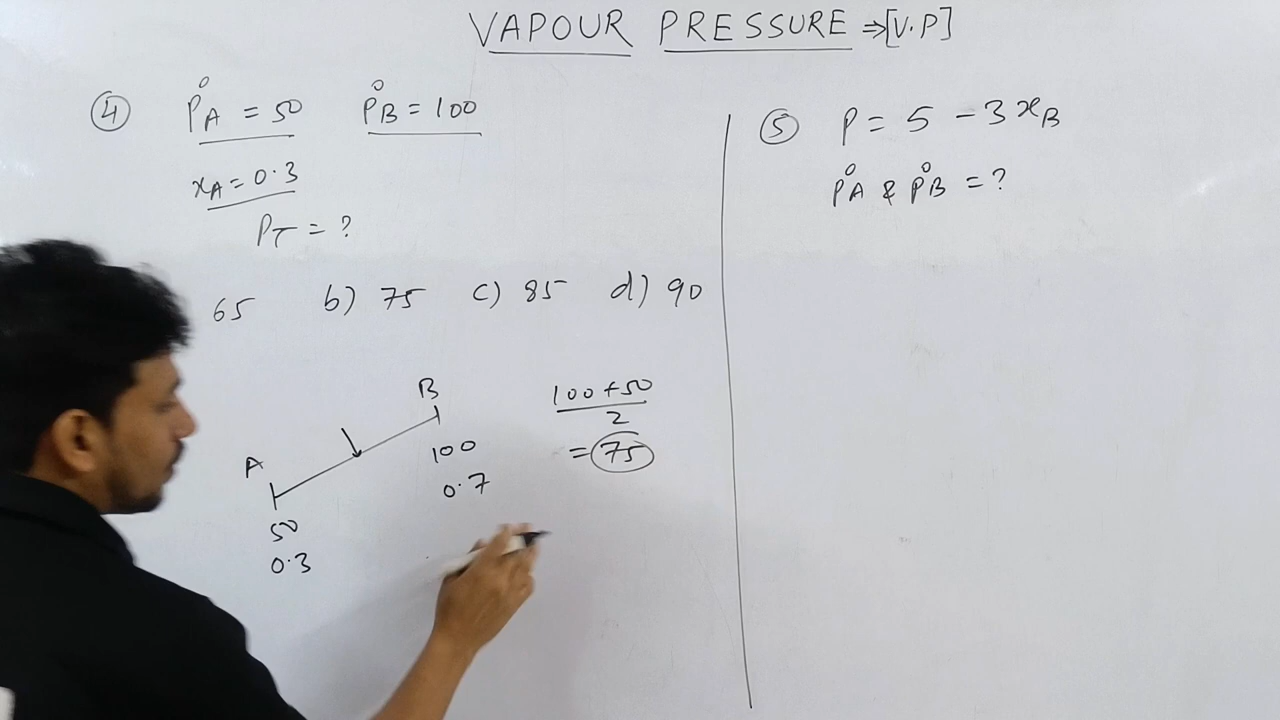 VAPOUR PRESSURE ⇒[V.P]
④ P°A = 50 P°B = 100
xA = 0.3
PT = ?
65 b) 75 c) 85 d) 90
A B
50 100
0.3 0.7
100 + 50
2
= 75
⑤ P = 5 - 3xB
P°A & P°B = ?